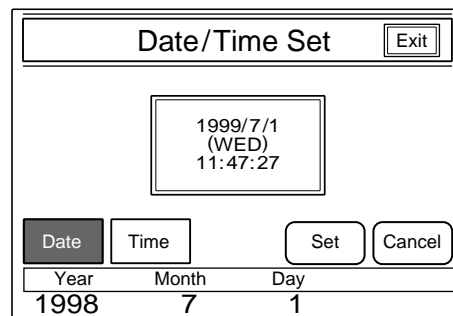 Date/Time Set Exit
1999/7/1
(WED)
11:47:27
Date Time Set Cancel
Year Month Day
1998 7 1